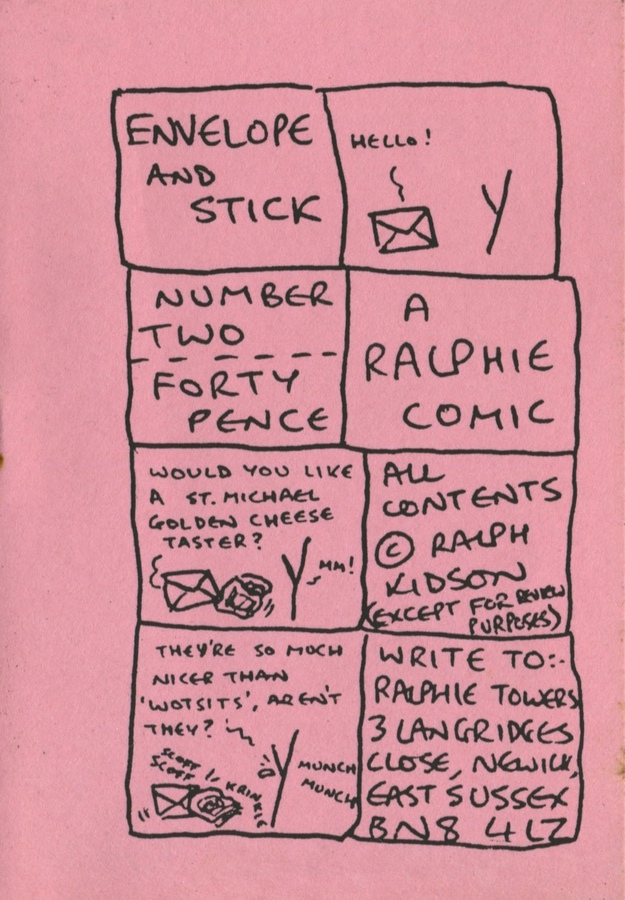 ENVELOPE
AND
STICK
HELLO!
NUMBER
TWO
FORTY
PENCE
A
RALPHIE
COMIC
WOULD YOU LIKE
A ST. MICHAEL
GOLDEN CHEESE
TASTER?
MM!
ALL
CONTENTS
© RALPH
KIDSON
(EXCEPT FOR REVIEW
PURPOSES)
THEY'RE SO MUCH
NICER THAN
'WOTSITS', AREN'T
THEY?
SCOFF
SCOFF
KRINKLE
MUNCH
MUNCH
WRITE TO:-
RALPHIE TOWERS
3 LANGRIDGES
CLOSE, NEWICK,
EAST SUSSEX
BN8 4LZ